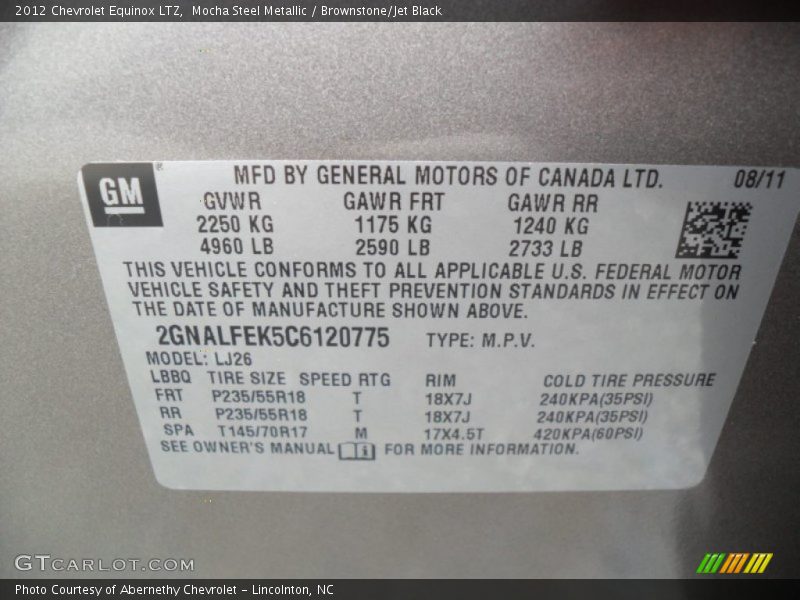 2012 Chevrolet Equinox LTZ, Mocha Steel Metallic / Brownstone/Jet Black
GM
MFD BY GENERAL MOTORS OF CANADA LTD. 08/11
GVWR GAWR FRT GAWR RR
2250 KG 1175 KG 1240 KG
4960 LB 2590 LB 2733 LB
THIS VEHICLE CONFORMS TO ALL APPLICABLE U.S. FEDERAL MOTOR
VEHICLE SAFETY AND THEFT PREVENTION STANDARDS IN EFFECT ON
THE DATE OF MANUFACTURE SHOWN ABOVE.
2GNALFEK5C6120775 TYPE: M.P.V.
MODEL: LJ26
LBBQ TIRE SIZE SPEED RTG RIM COLD TIRE PRESSURE
FRT P235/55R18 T 18X7J 240KPA(35PSI)
RR P235/55R18 T 18X7J 240KPA(35PSI)
SPA T145/70R17 M 17X4.5T 420KPA(60PSI)
SEE OWNER'S MANUAL FOR MORE INFORMATION.
GTCARLOT.COM
Photo Courtesy of Abernethy Chevrolet - Lincolnton, NC